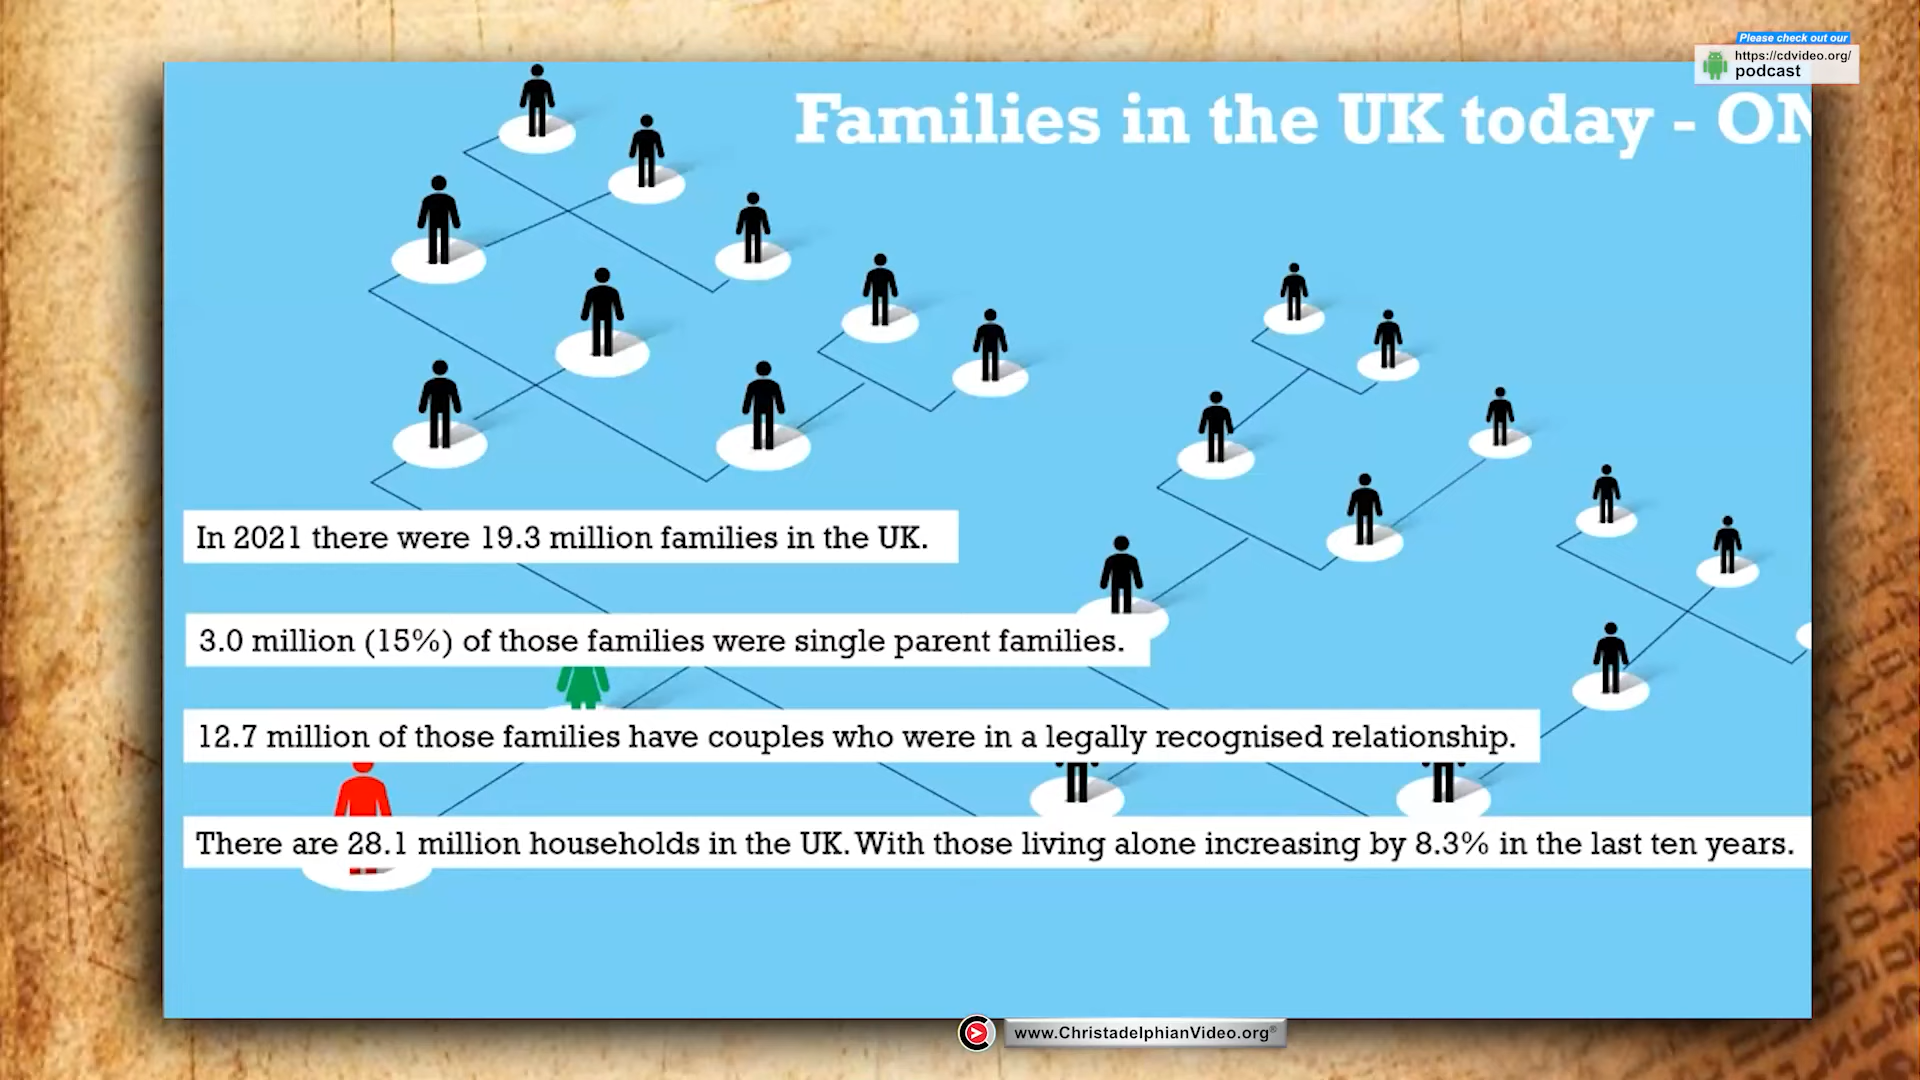 Please check out our
https://cdvideo.org/
podcast
Families in the UK today - ON
In 2021 there were 19.3 million families in the UK.
3.0 million (15%) of those families were single parent families.
12.7 million of those families have couples who were in a legally recognised relationship.
There are 28.1 million households in the UK. With those living alone increasing by 8.3% in the last ten years.
www.ChristadelphianVideo.org®